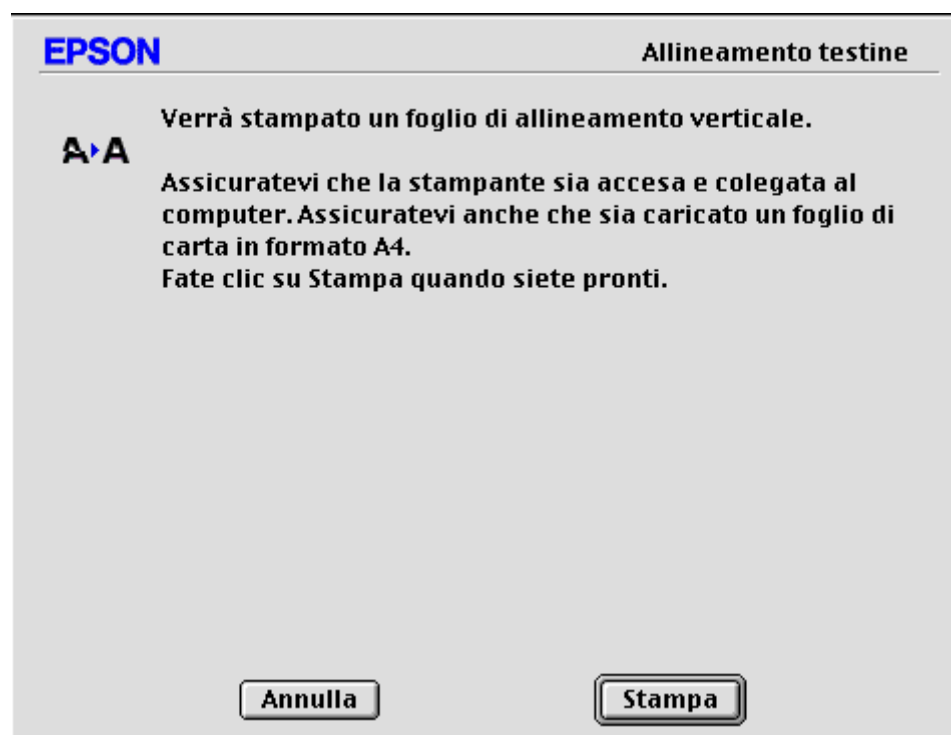 EPSON Allineamento testine
Verrà stampato un foglio di allineamento verticale.
A A
Assicuratevi che la stampante sia accesa e colegata al
computer. Assicuratevi anche che sia caricato un foglio di
carta in formato A4.
Fate clic su Stampa quando siete pronti.
Annulla Stampa